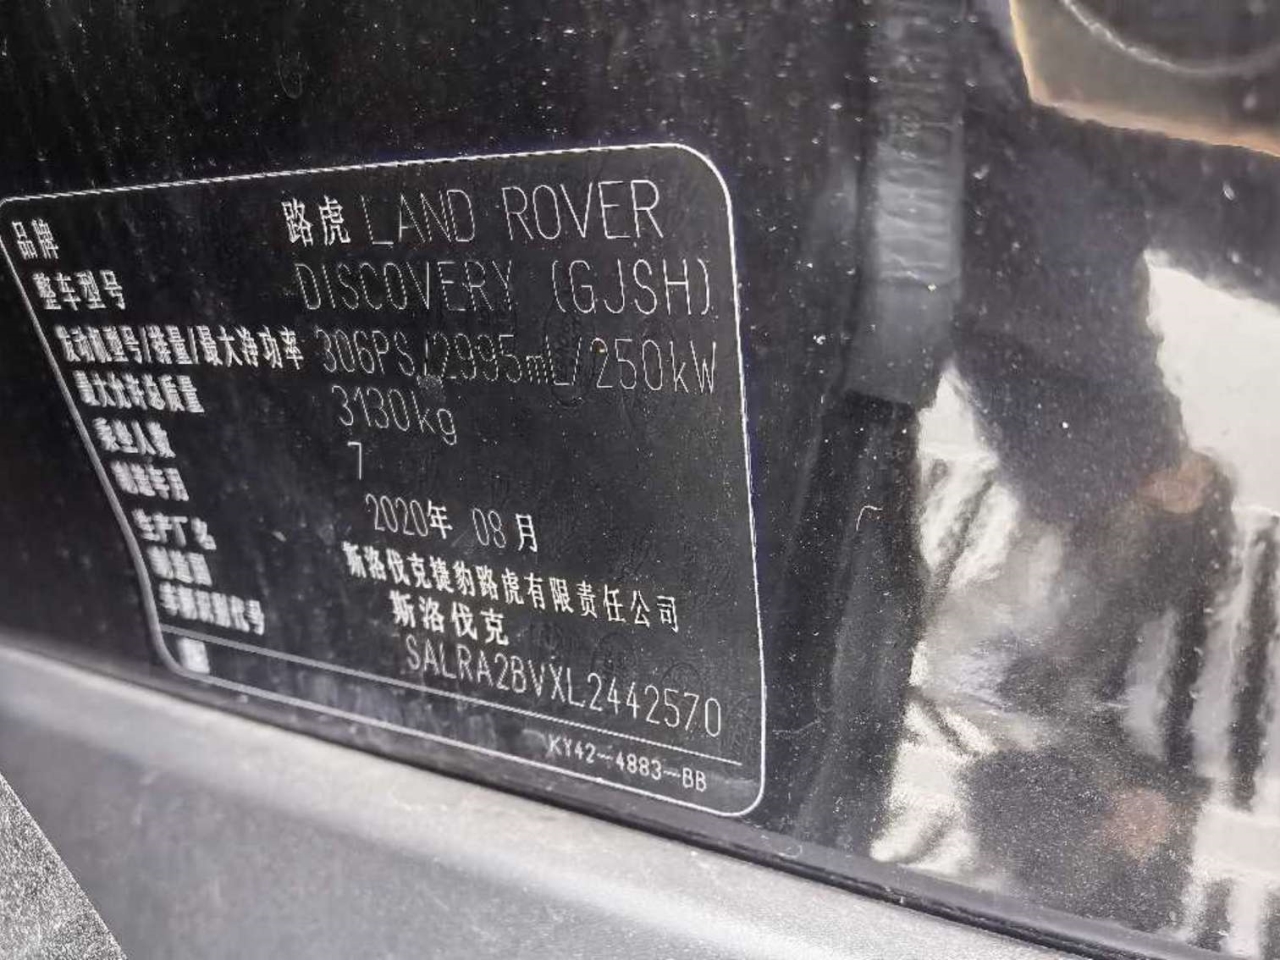 品牌 路虎 LAND ROVER
整车型号 DISCOVERY (GJSH)
发动机型号/排量/最大净功率 306PS/2995mL/250kW
最大允许总质量 3130kg
乘坐人数 7
制造年月 2020年 08月
生产厂名 斯洛伐克捷豹路虎有限责任公司
制造国 斯洛伐克
车辆识别代号 SALRA2BVXL2442570
KY42-4883-BB